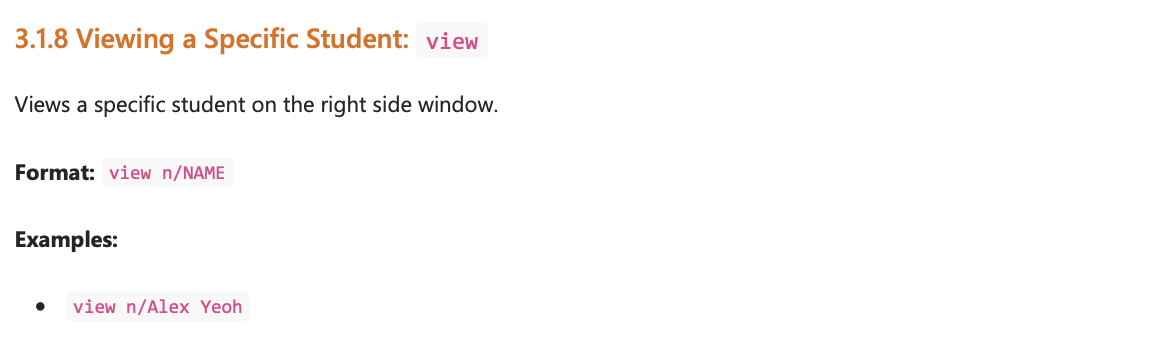 3.1.8 Viewing a Specific Student: view
Views a specific student on the right side window.
Format: view n/NAME
Examples:
• view n/Alex Yeoh